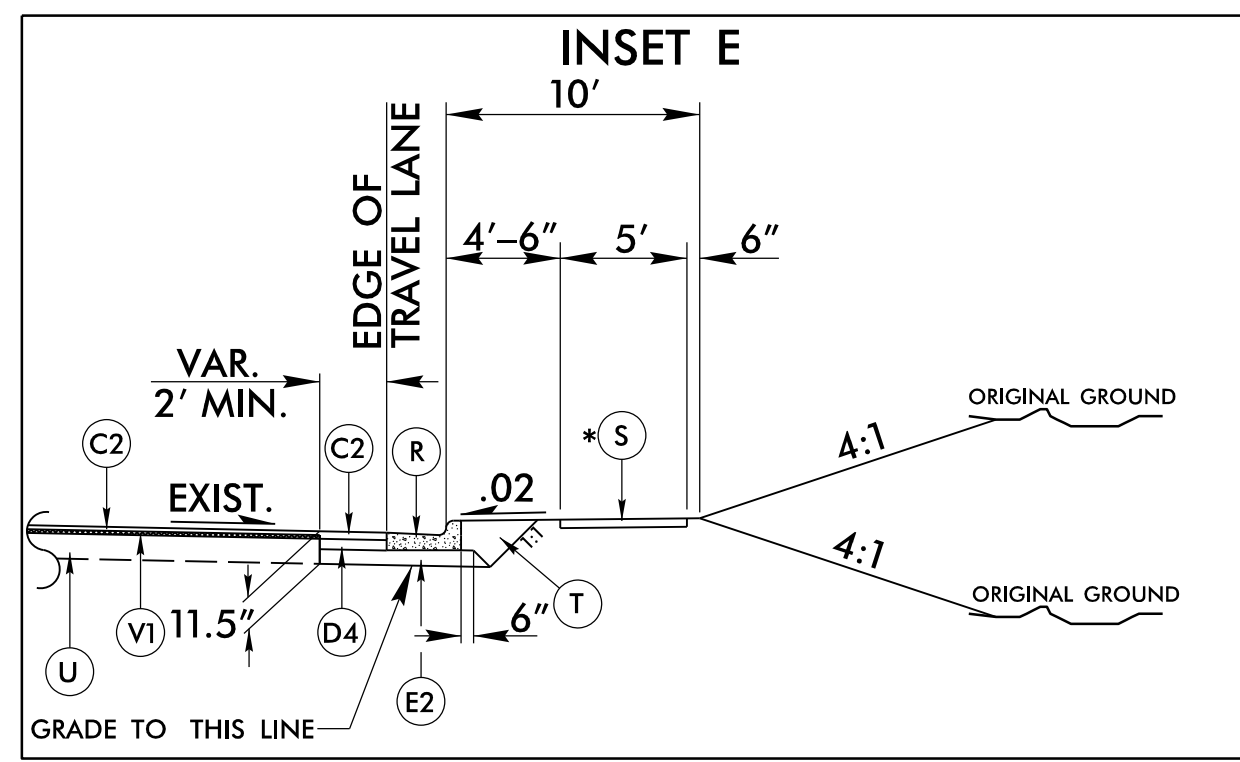 INSET E
10'
EDGE OF
TRAVEL LANE
4'–6"
5'
6"
VAR.
2' MIN.
ORIGINAL GROUND
C2
C2
R
*S
4:1
EXIST.
.02
1:1
4:1
ORIGINAL GROUND
11.5"
6"
T
V1
D4
U
E2
GRADE TO THIS LINE